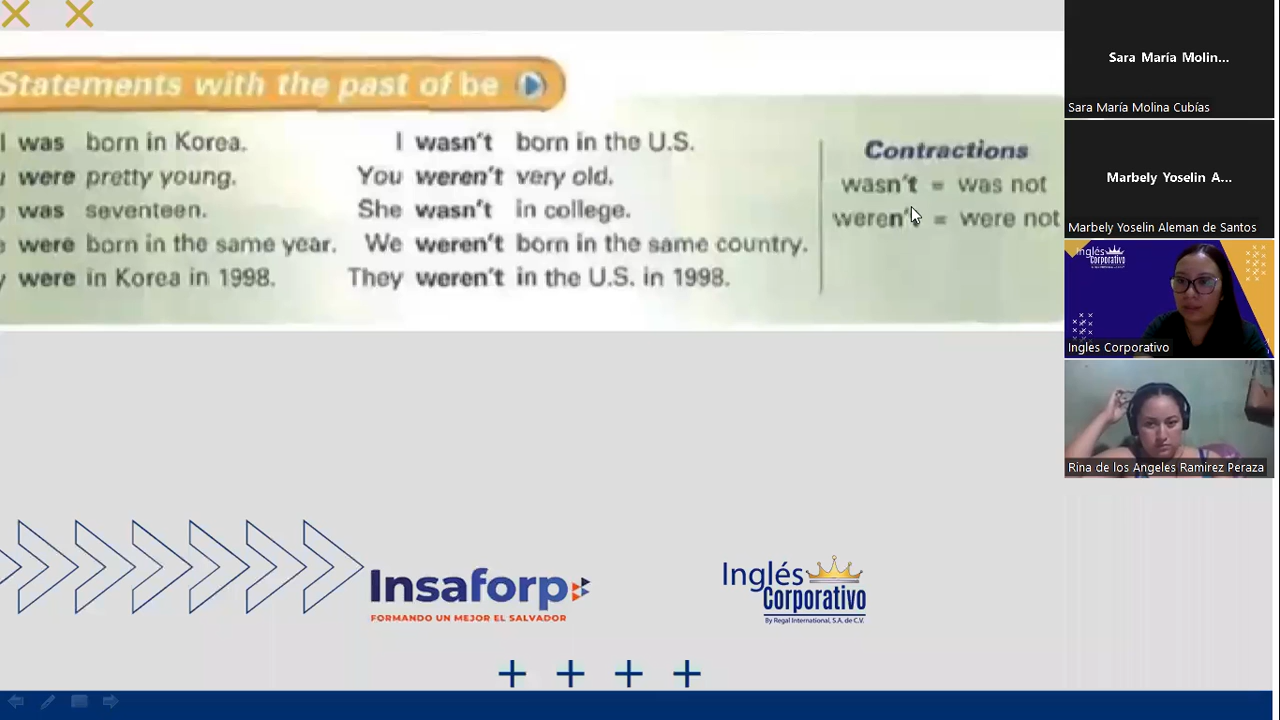 Statements with the past of be
I was born in Korea.
were pretty young.
was seventeen.
were born in the same year.
were in Korea in 1998.
I wasn't born in the U.S.
You weren't very old.
She wasn't in college.
We weren't born in the same country.
They weren't in the U.S. in 1998.
Contractions
wasn't = was not
weren't = were not
Insaforp
FORMANDO UN MEJOR EL SALVADOR
Inglés
Corporativo
By Regal International, S.A. de C.V.
Sara María Molin...
Sara María Molina Cubías
Marbely Yoselin A...
Marbely Yoselin Aleman de Santos
Inglés
Corporativo
Ingles Corporativo
Rina de los Angeles Ramirez Peraza